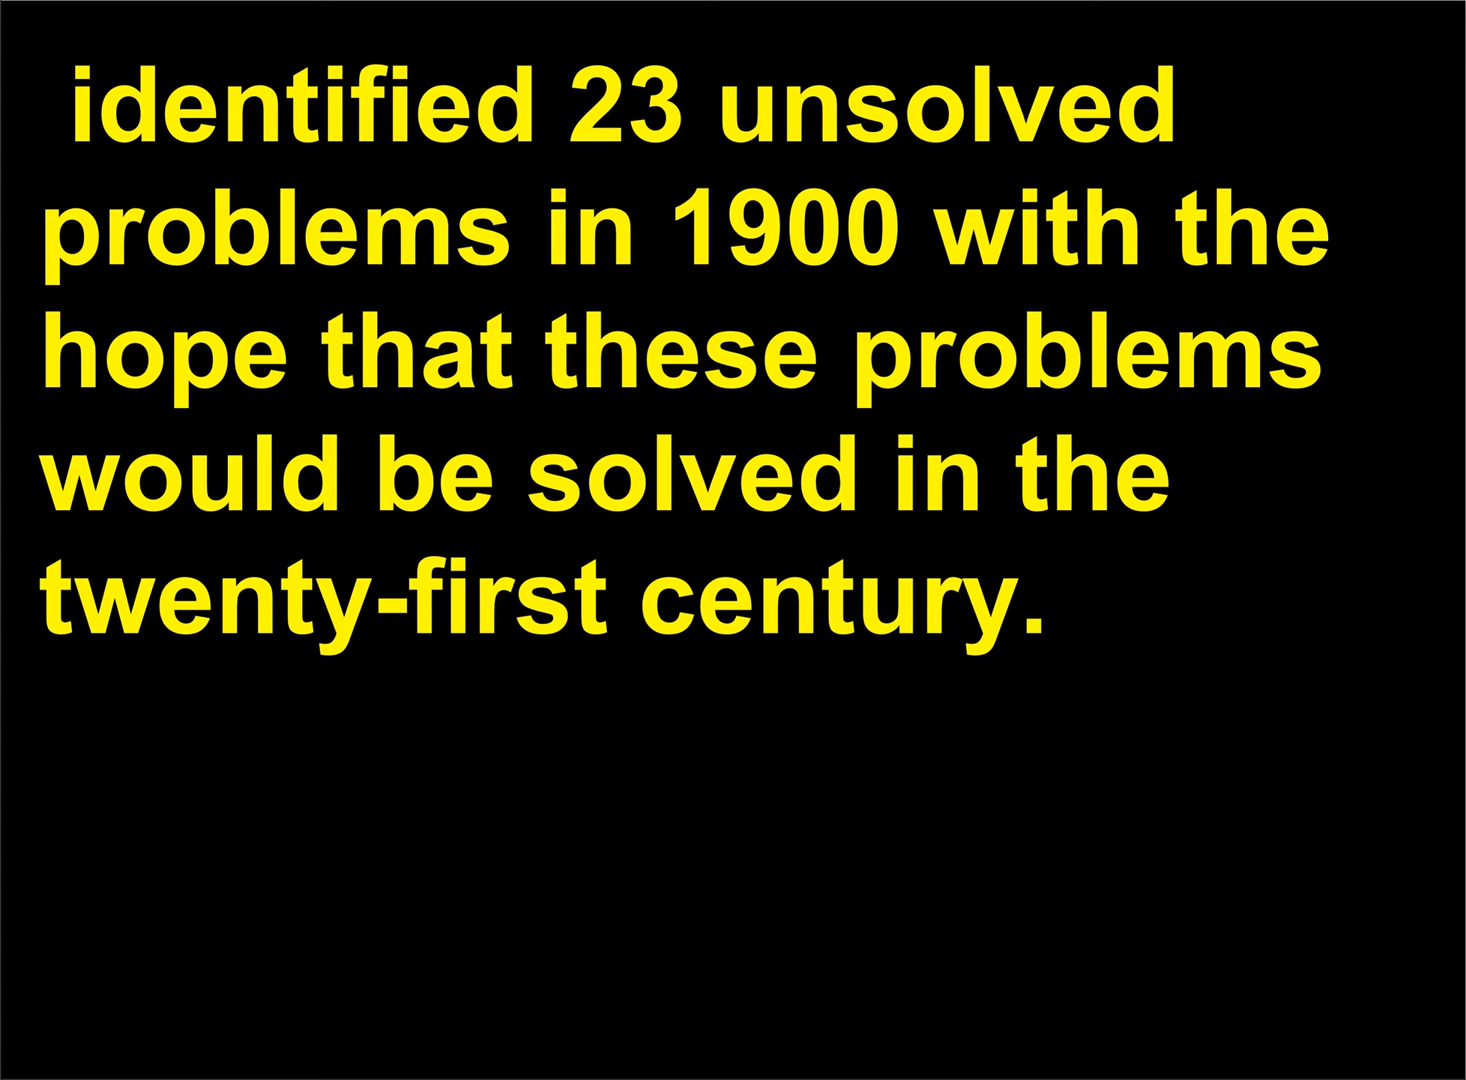 identified 23 unsolved
problems in 1900 with the
hope that these problems
would be solved in the
twenty-first century.